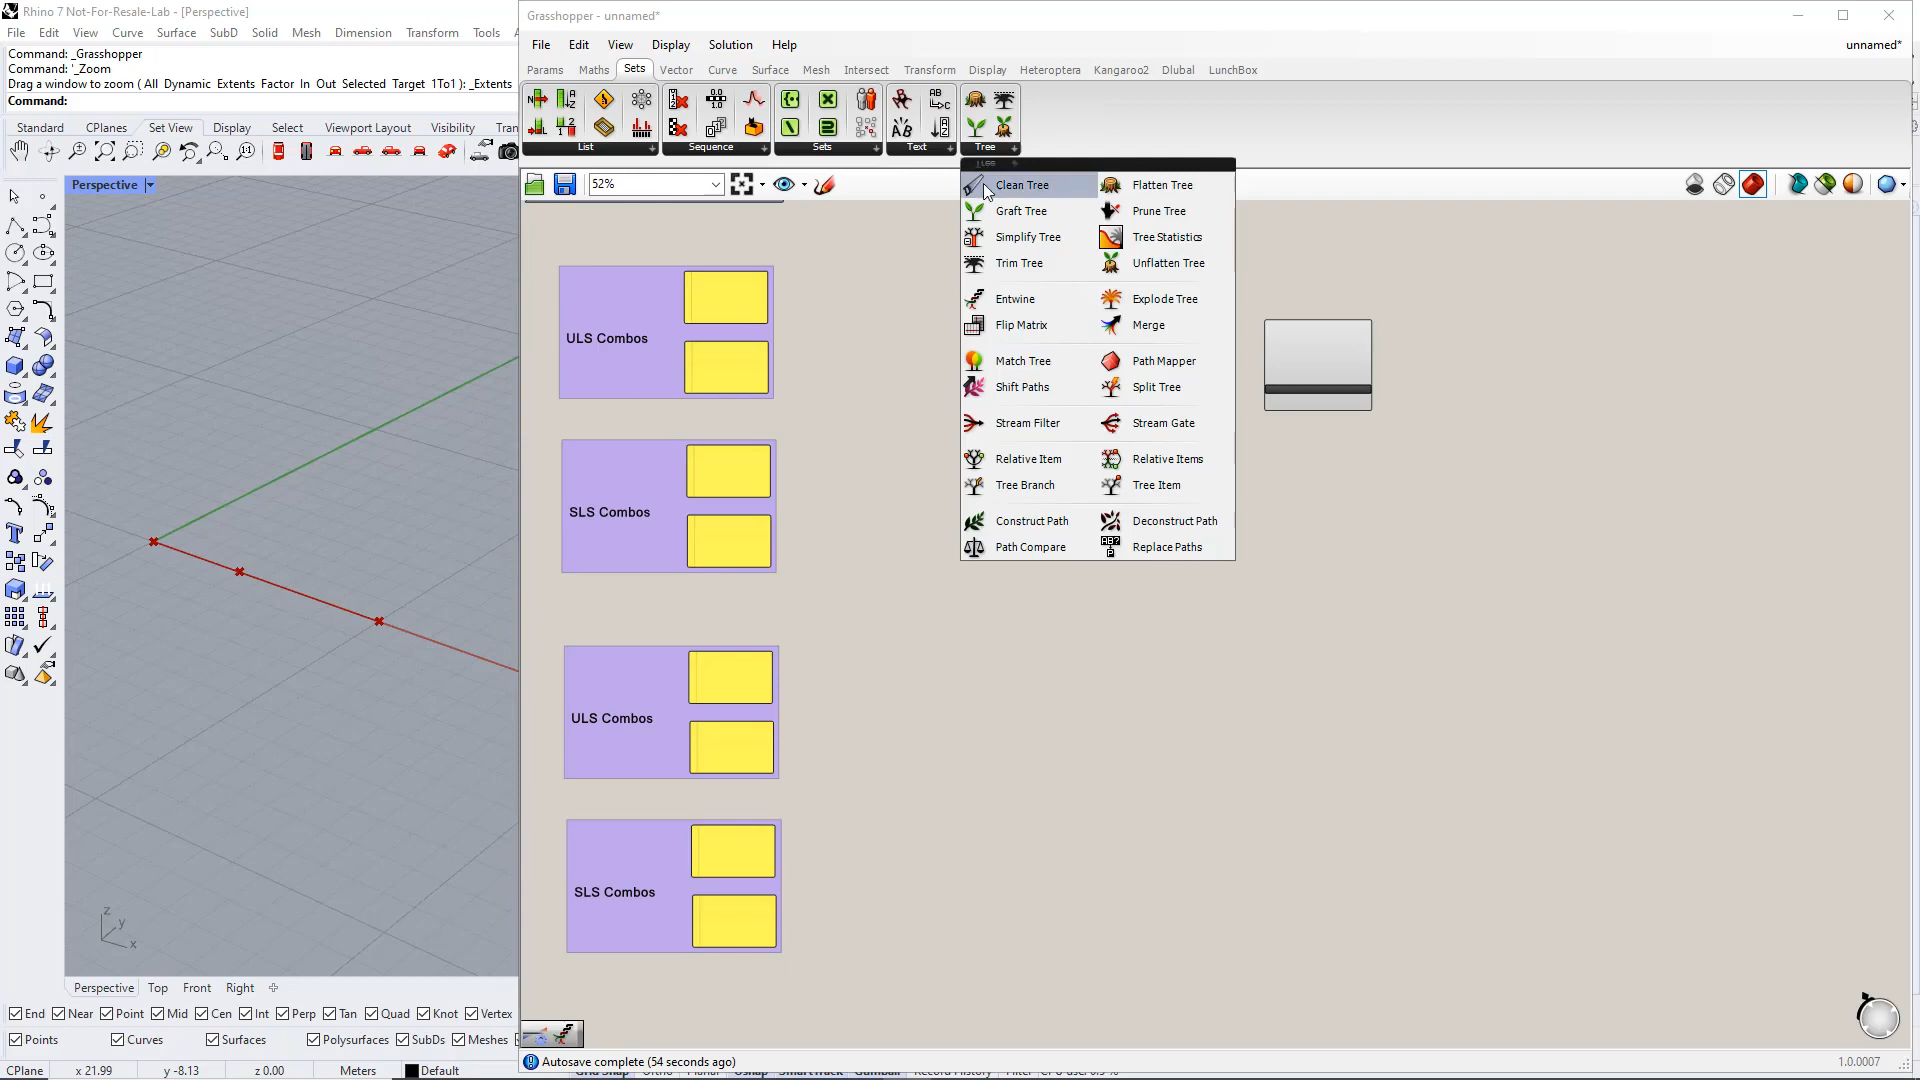 Rhino 7 Not-For-Resale-Lab - [Perspective]
File Edit View Curve Surface SubD Solid Mesh Dimension Transform Tools
Command: _Grasshopper
Command: '_Zoom
Drag a window to zoom ( All Dynamic Extents Factor In Out Selected Target 1To1 ): _Extents
Command:
Standard CPlanes Set View Display Select Viewport Layout Visibility Tran
Perspective
z
y
x
Perspective Top Front Right
End Near Point Mid Cen Int Perp Tan Quad Knot Vertex
Points Curves Surfaces Polysurfaces SubDs Meshes
CPlane x 21.99 y -8.13 z 0.00 Meters Default
Grasshopper - unnamed*
File Edit View Display Solution Help unnamed*
Params Maths Sets Vector Curve Surface Mesh Intersect Transform Display Heteroptera Kangaroo2 Dlubal LunchBox
List Sequence Sets Text Tree
52%
Clean Tree Flatten Tree
Graft Tree Prune Tree
Simplify Tree Tree Statistics
Trim Tree Unflatten Tree
Entwine Explode Tree
Flip Matrix Merge
Match Tree Path Mapper
Shift Paths Split Tree
Stream Filter Stream Gate
Relative Item Relative Items
Tree Branch Tree Item
Construct Path Deconstruct Path
Path Compare Replace Paths
ULS Combos
SLS Combos
ULS Combos
SLS Combos
Autosave complete (54 seconds ago) 1.0.0007